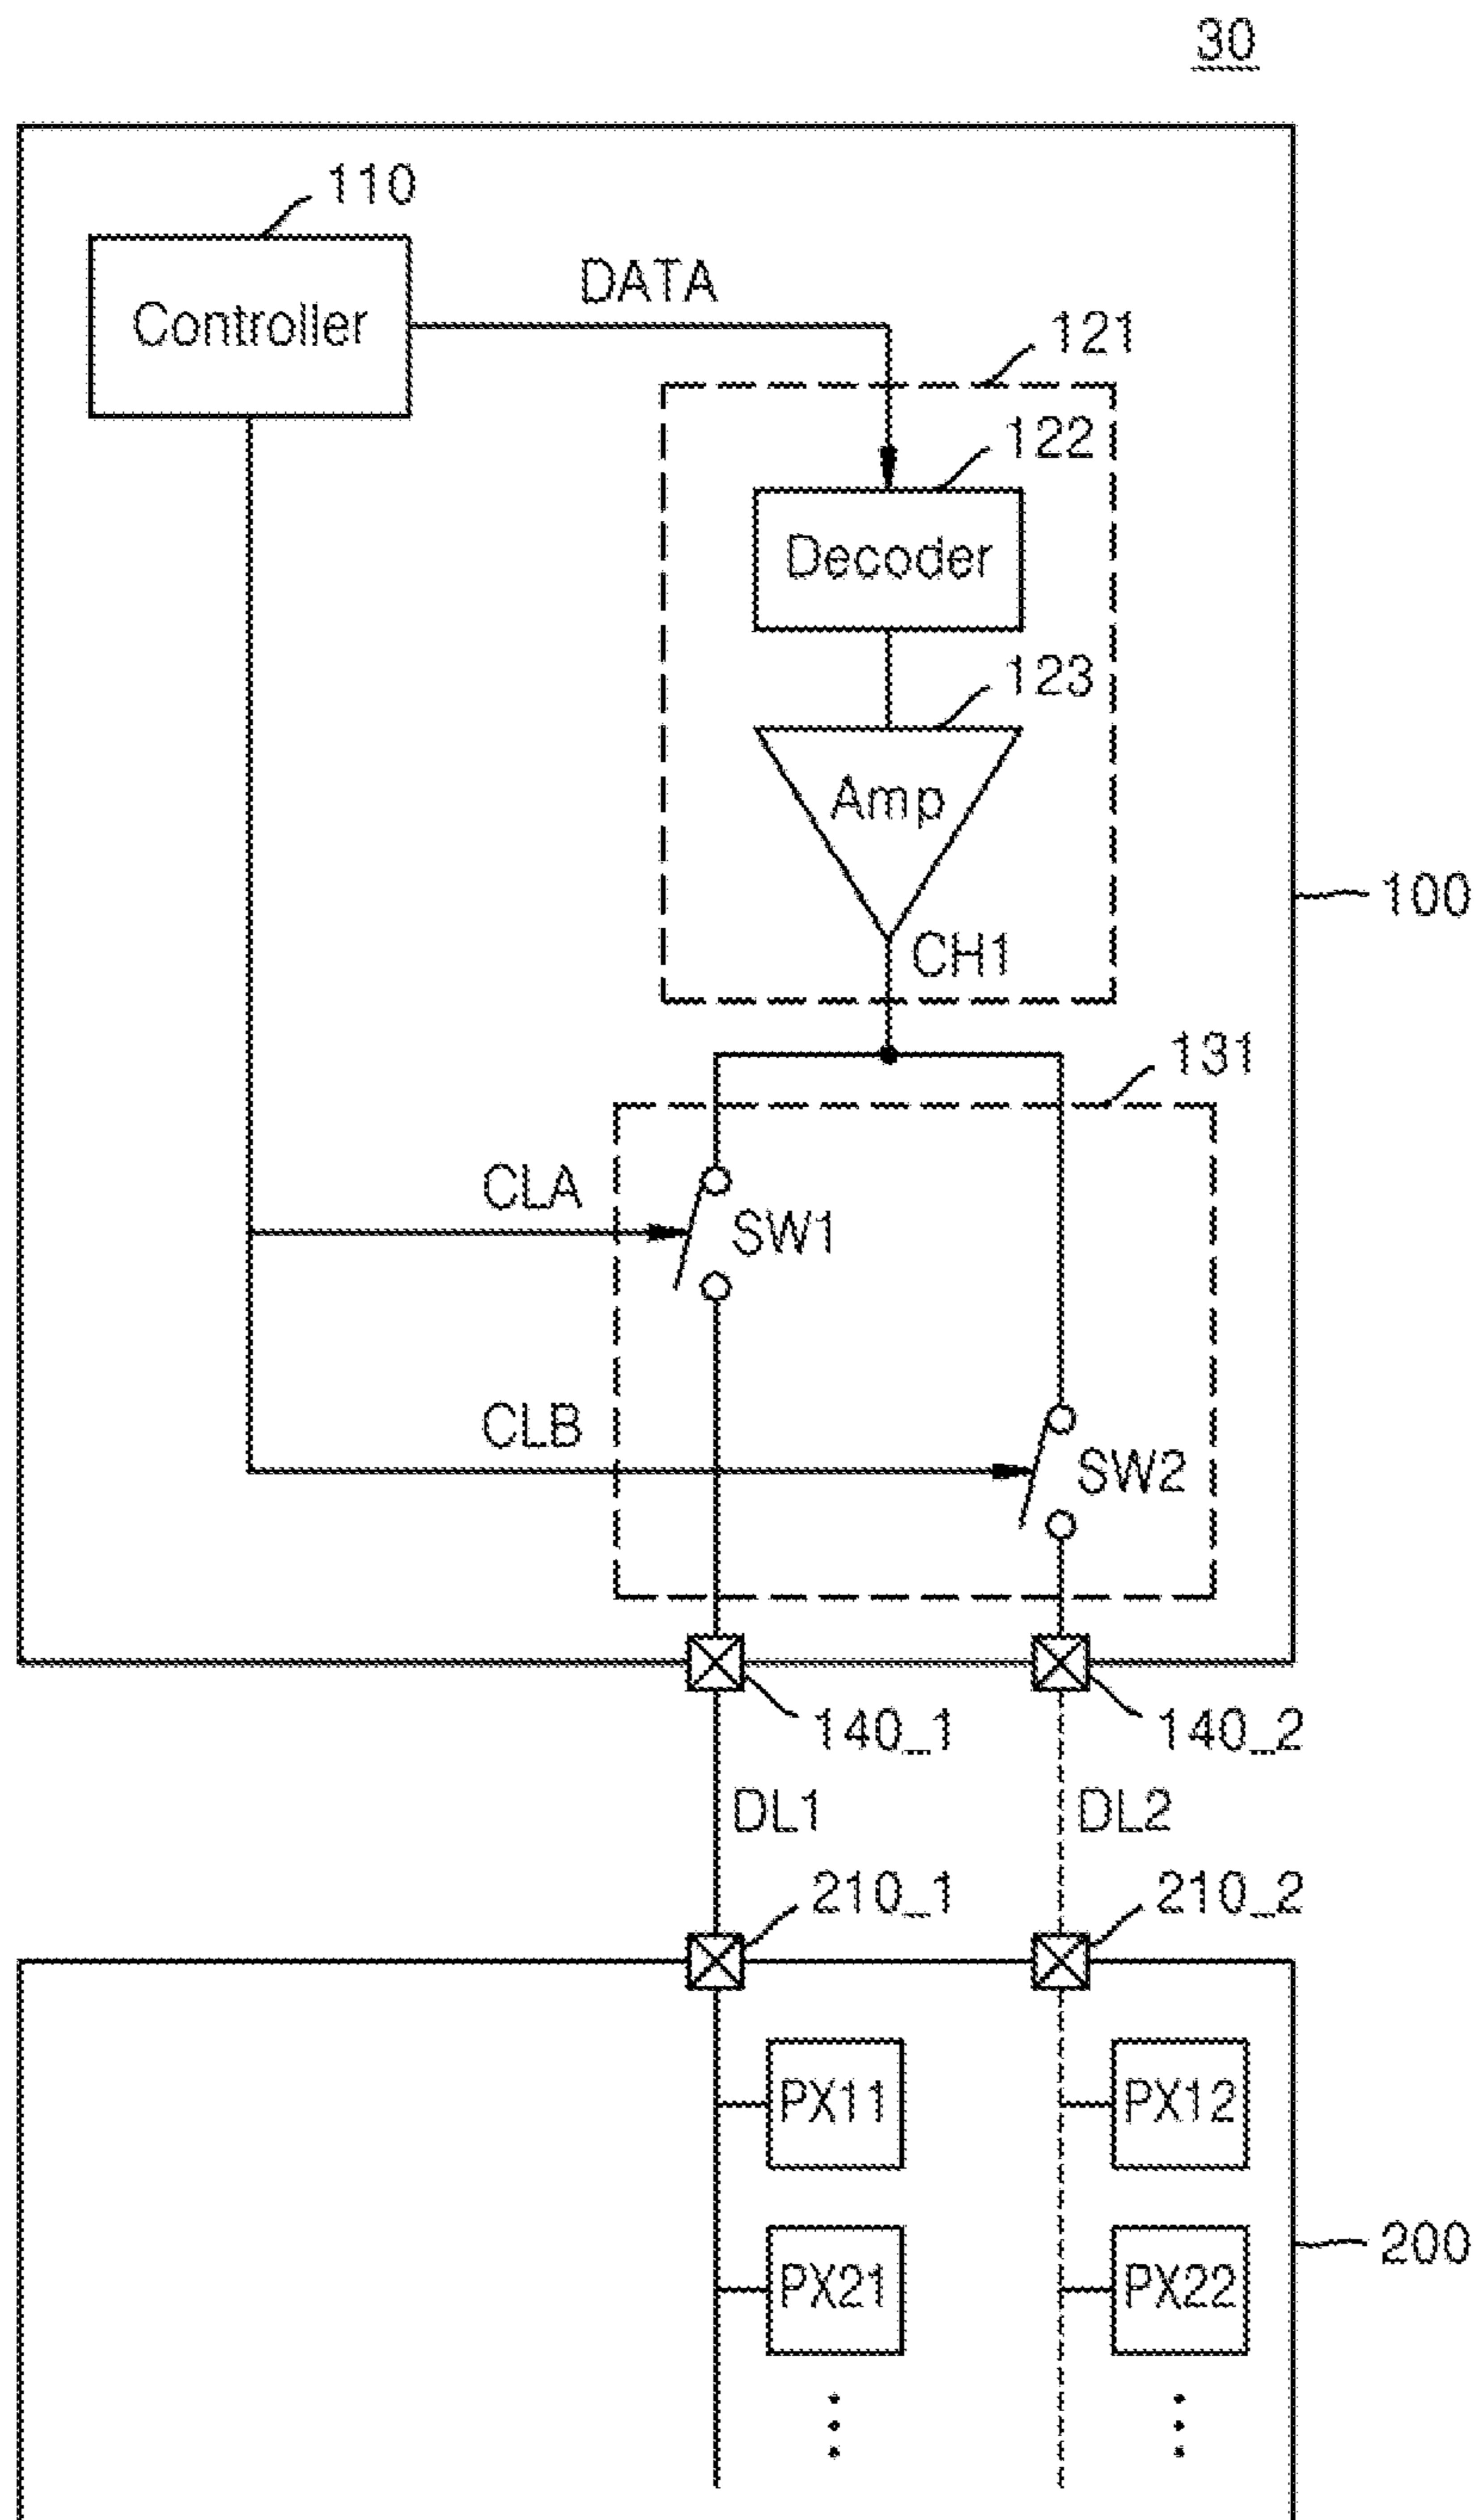 30
110
Controller
DATA
121
122
Decoder
123
Amp
100
CH1
131
CLA
SW1
CLB
SW2
140_1
140_2
DL1
DL2
210_1
210_2
PX11
PX12
PX21
PX22
200